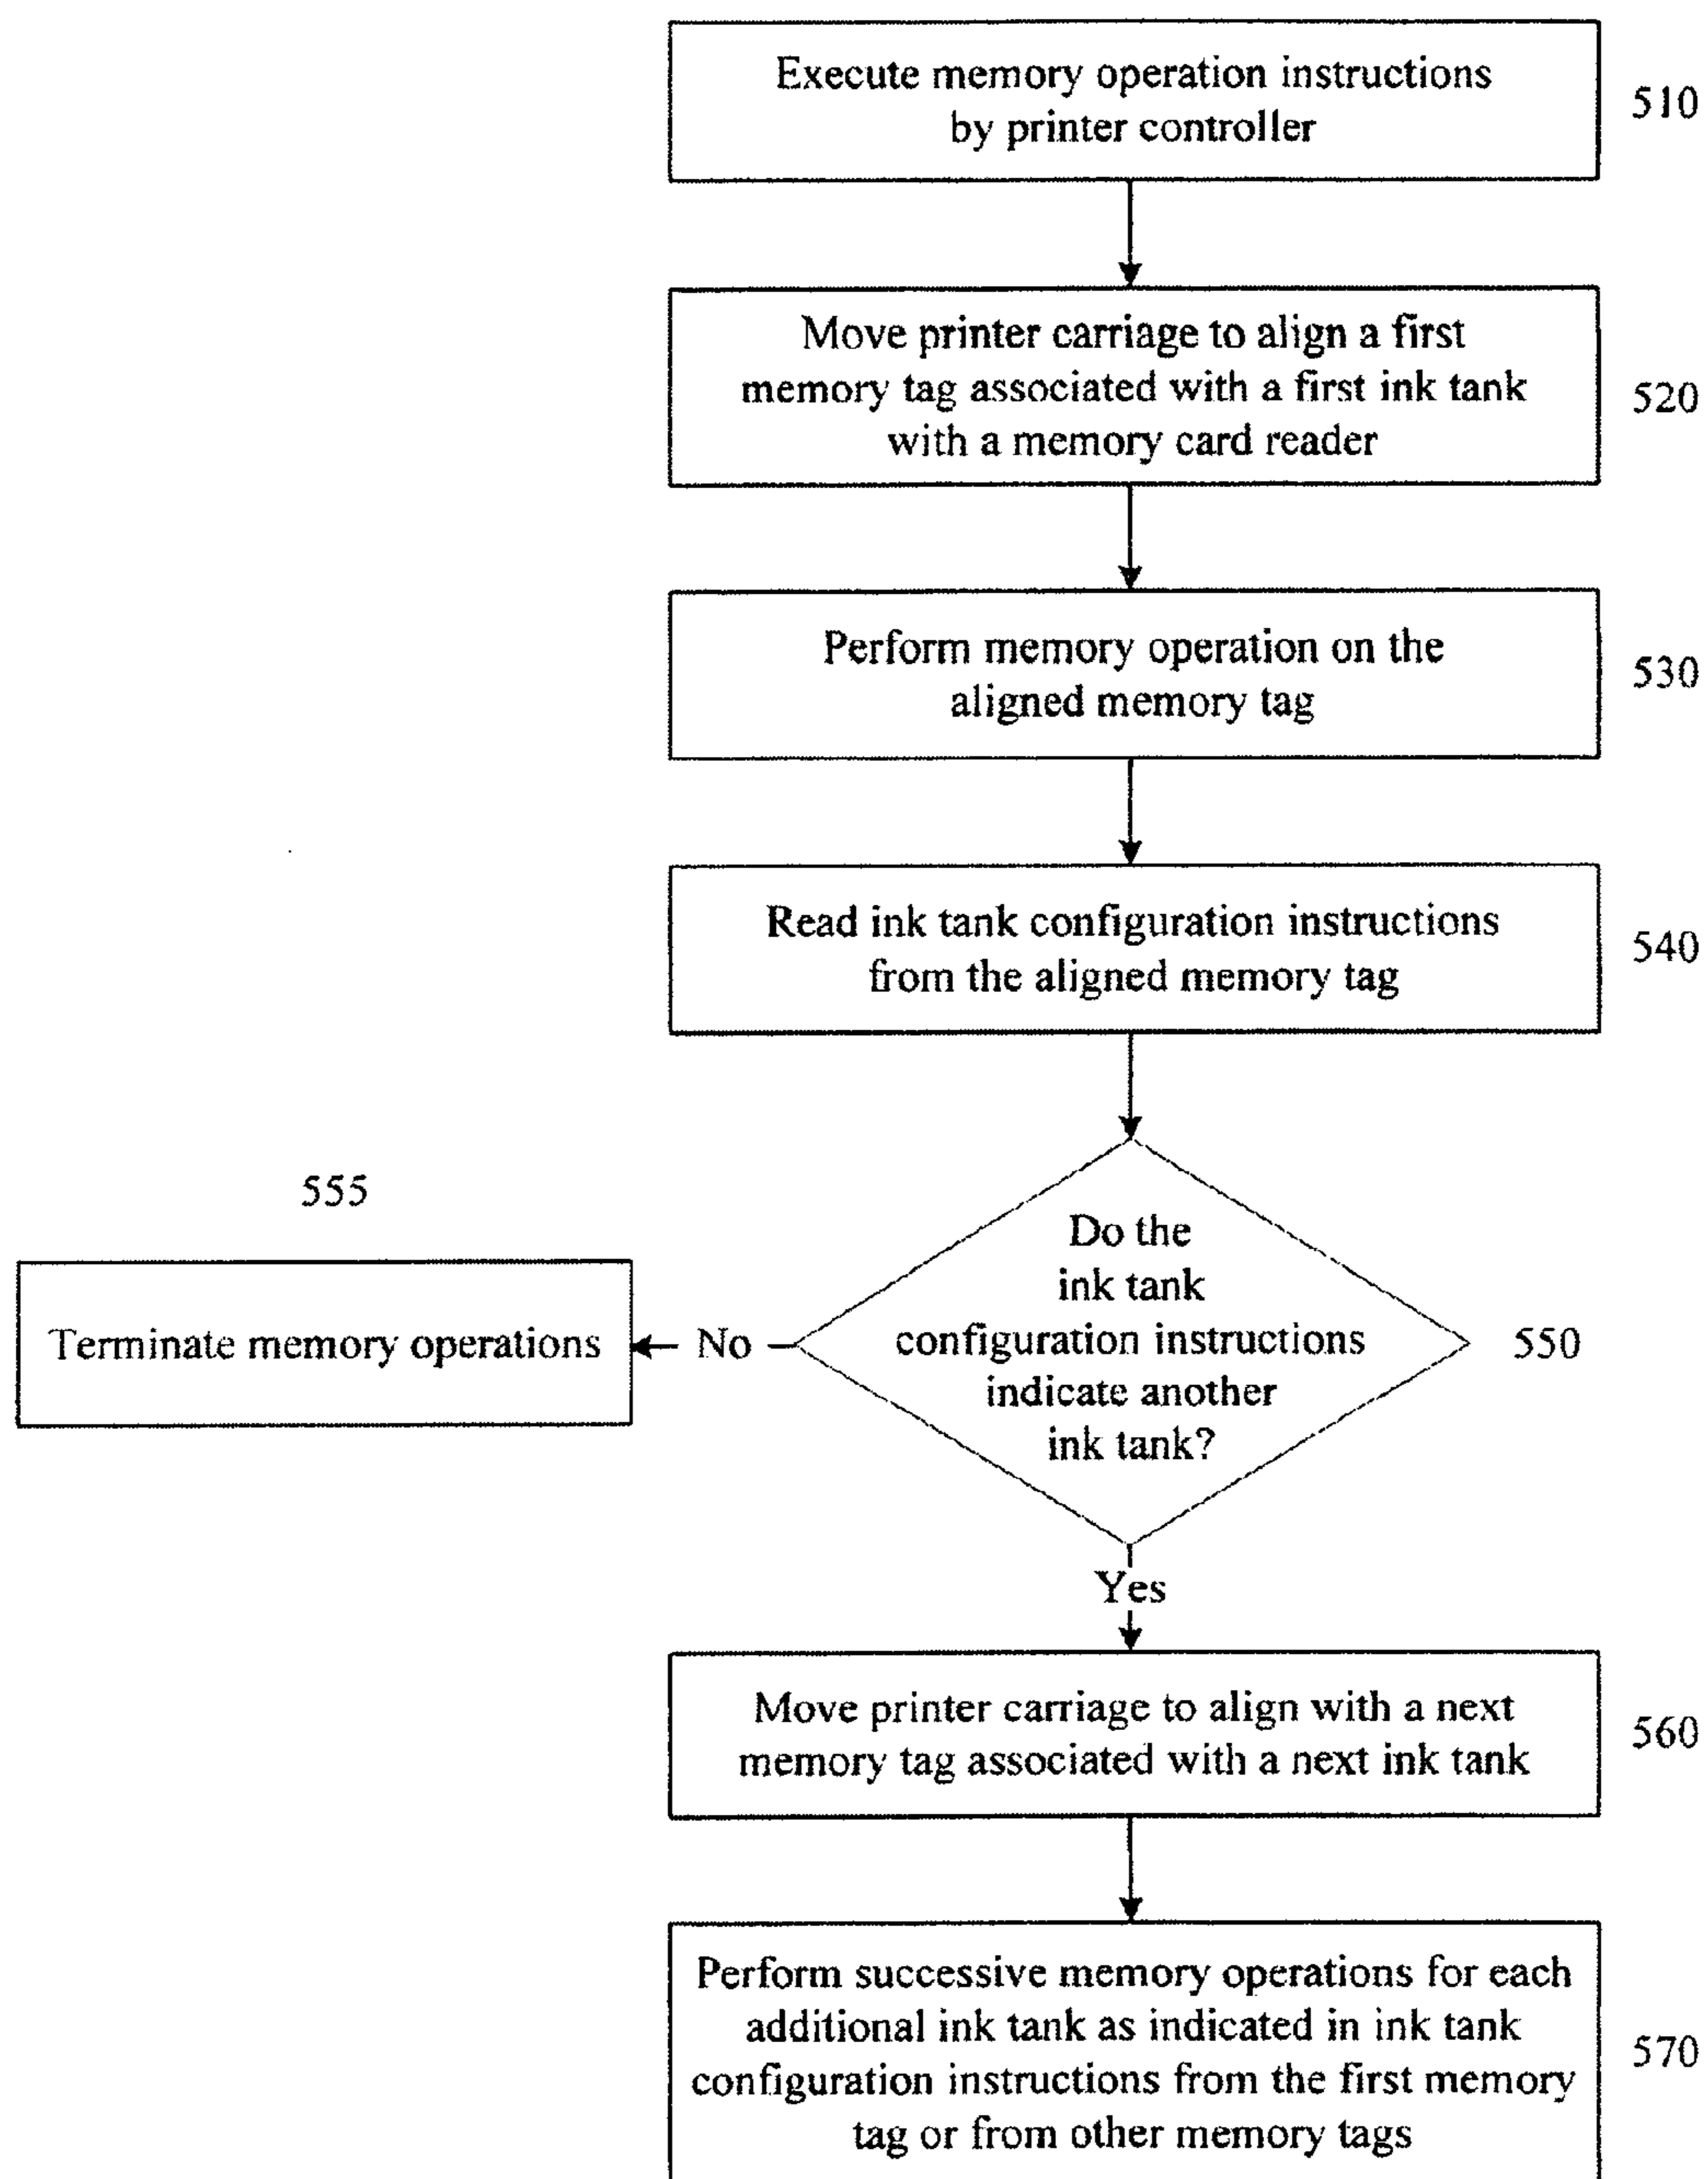 Execute memory operation instructions
by printer controller
510
Move printer carriage to align a first
memory tag associated with a first ink tank
with a memory card reader
520
Perform memory operation on the
aligned memory tag
530
Read ink tank configuration instructions
from the aligned memory tag
540
555
Terminate memory operations
No
Do the
ink tank
configuration instructions
indicate another
ink tank?
550
Yes
Move printer carriage to align with a next
memory tag associated with a next ink tank
560
Perform successive memory operations for each
additional ink tank as indicated in ink tank
configuration instructions from the first memory
tag or from other memory tags
570